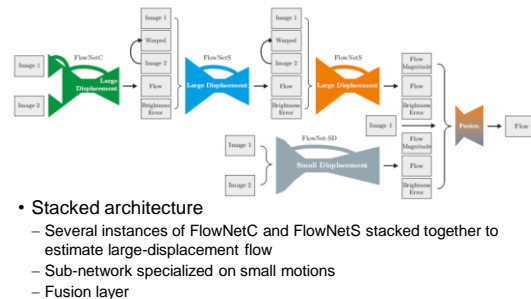 Image 1
Image 2
FlowNetC
Large
Displacement
Image 1
Warped
Image 2
Flow
Brightness
Error
FlowNetS
Large Displacement
Image 1
Warped
Image 2
Flow
Brightness
Error
FlowNetS
Large Displacement
Flow
Magnitude
Flow
Brightness
Error
Image 1
Flow
Magnitude
Flow
Brightness
Error
Image 1
Image 2
FlowNet-SD
Small Displacement
Fusion
Flow
• Stacked architecture
– Several instances of FlowNetC and FlowNetS stacked together to
estimate large-displacement flow
– Sub-network specialized on small motions
– Fusion layer